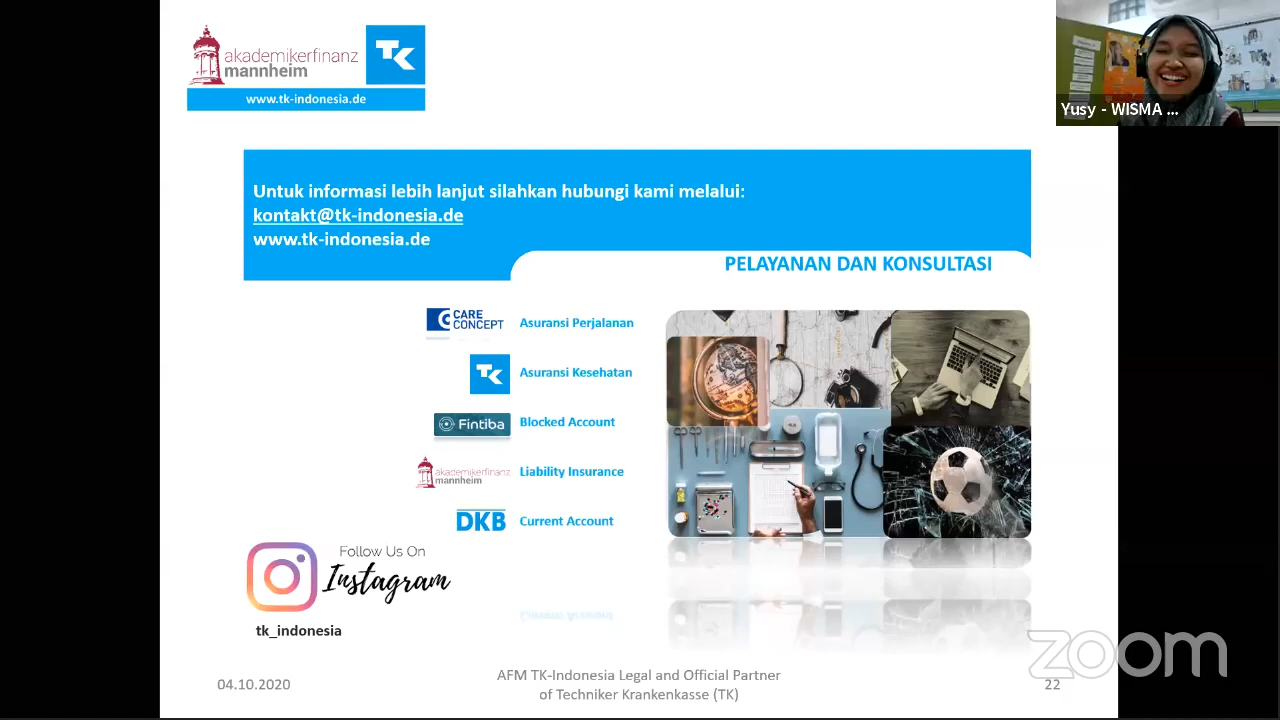 akademikerfinanz
mannheim
TK
www.tk-indonesia.de
Yusy - WISMA ...
Untuk informasi lebih lanjut silahkan hubungi kami melalui:
kontakt@tk-indonesia.de
www.tk-indonesia.de
PELAYANAN DAN KONSULTASI
CARE
CONCEPT
Asuransi Perjalanan
TK
Asuransi Kesehatan
Fintiba
Blocked Account
akademikerfinanz
mannheim
Liability Insurance
DKB
Current Account
Follow Us On
Instagram
tk_indonesia
zoom
04.10.2020
AFM TK-Indonesia Legal and Official Partner
of Techniker Krankenkasse (TK)
22